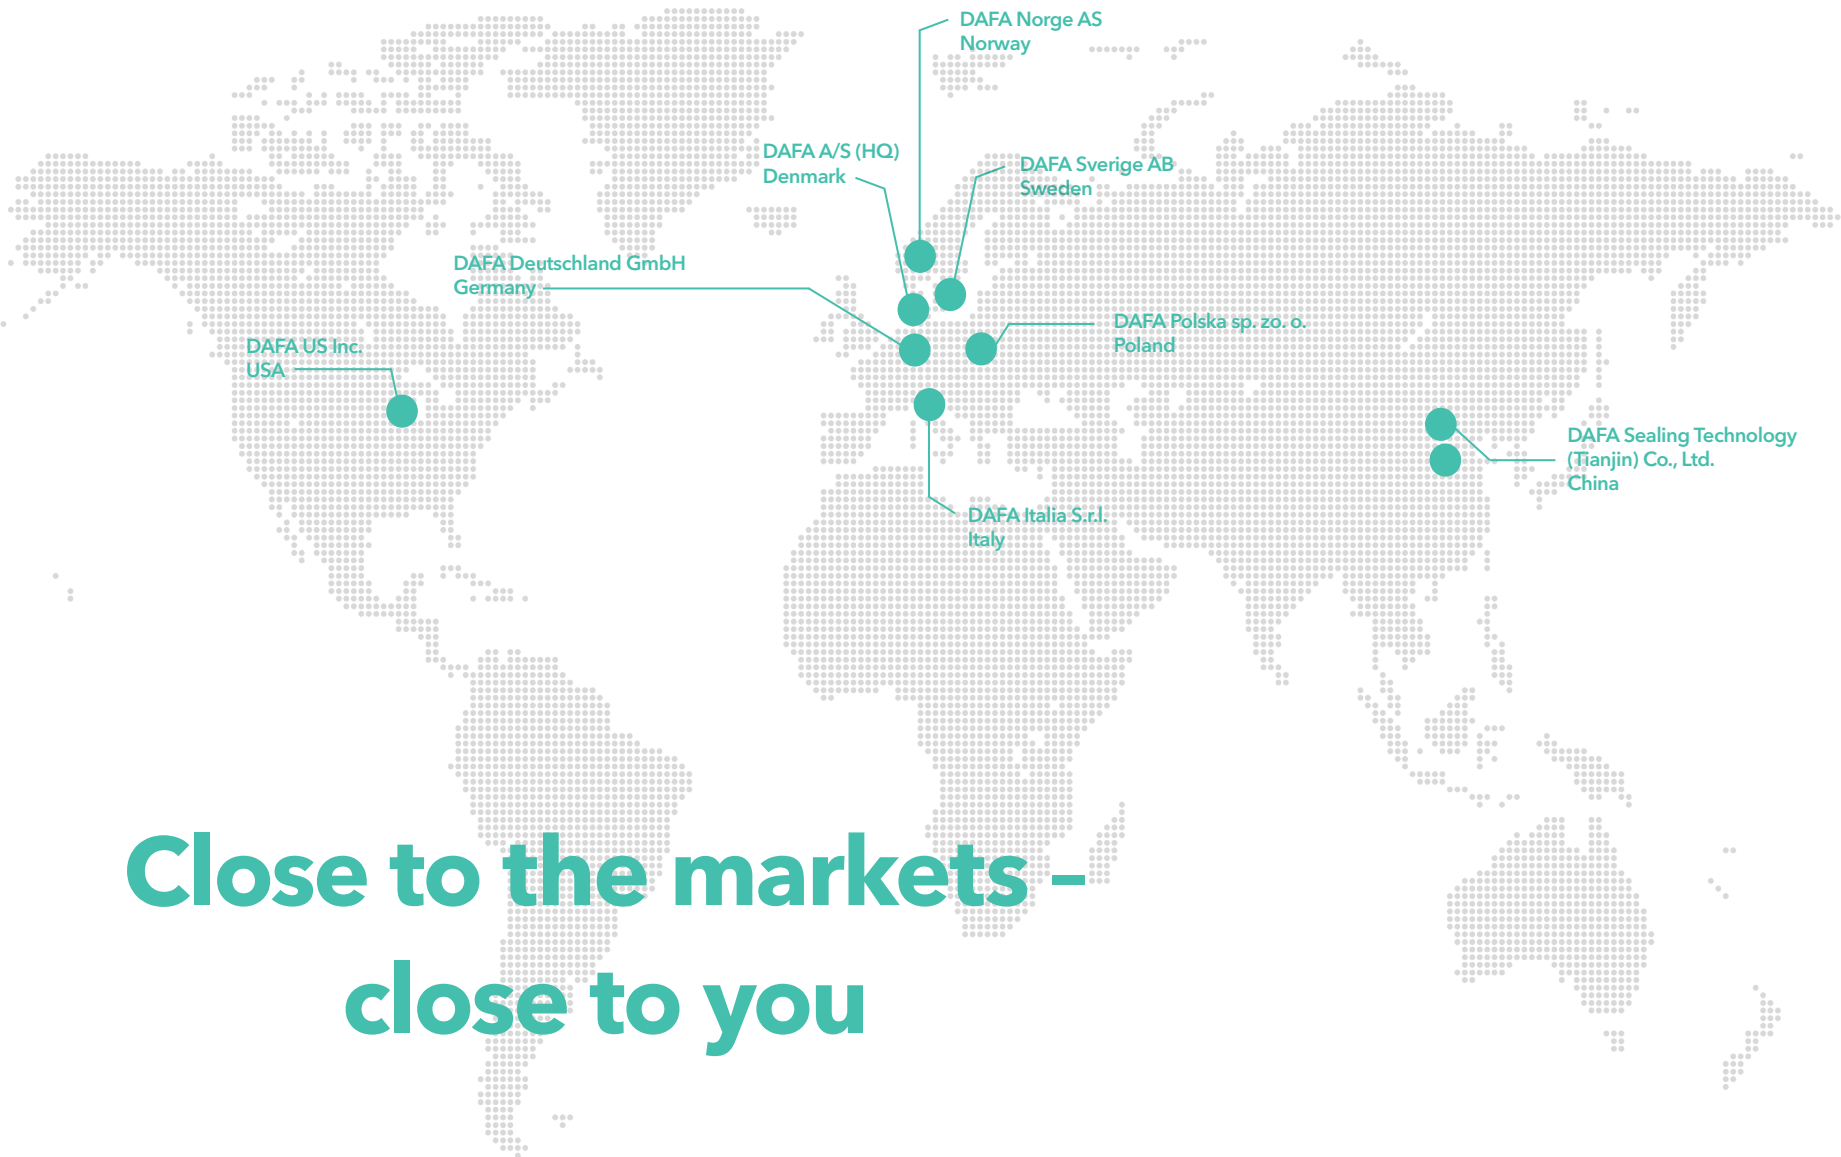 DAFA Norge AS
Norway
DAFA A/S (HQ)
Denmark
DAFA Sverige AB
Sweden
DAFA Deutschland GmbH
Germany
DAFA Polska sp. zo. o.
Poland
DAFA US Inc.
USA
DAFA Sealing Technology
(Tianjin) Co., Ltd.
China
DAFA Italia S.r.l.
Italy
Close to the markets –
close to you